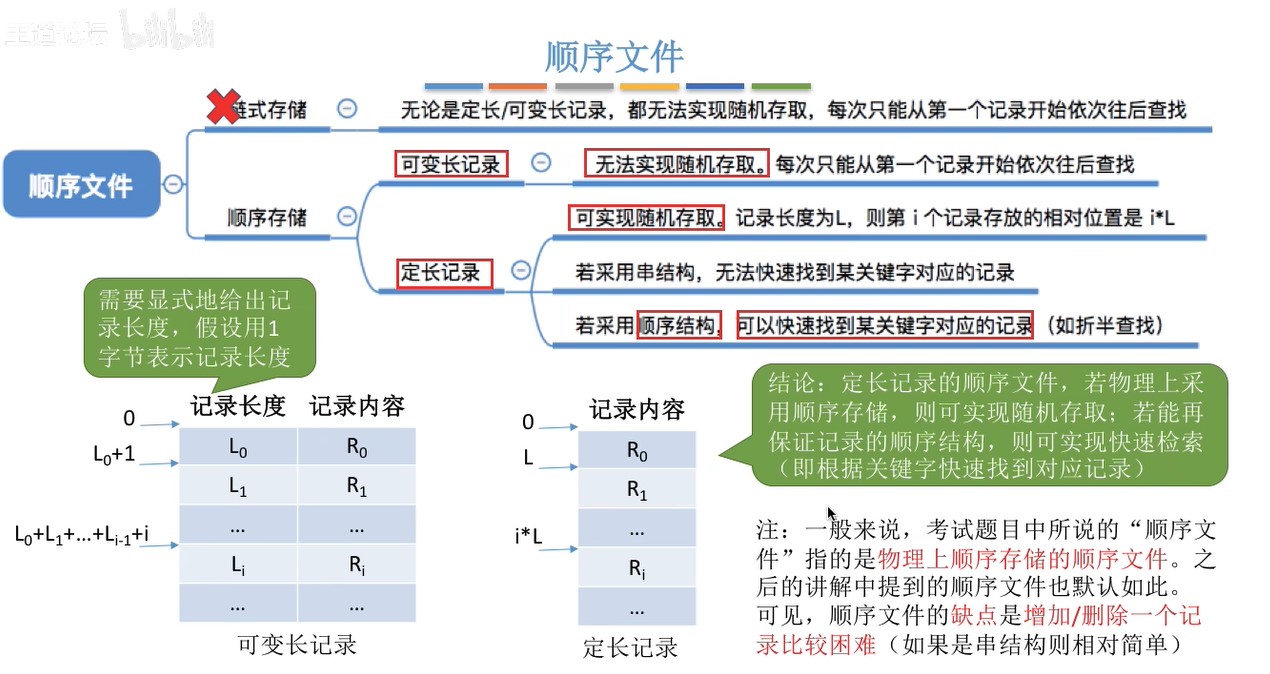 王道论坛 bilibili
顺序文件
链式存储
无论是定长/可变长记录，都无法实现随机存取，每次只能从第一个记录开始依次往后查找
可变长记录
无法实现随机存取。每次只能从第一个记录开始依次往后查找
顺序文件
顺序存储
可实现随机存取。记录长度为L，则第 i 个记录存放的相对位置是 i*L
定长记录
若采用串结构，无法快速找到某关键字对应的记录
若采用顺序结构，可以快速找到某关键字对应的记录（如折半查找）
需要显式地给出记
录长度，假设用1
字节表示记录长度
记录长度 记录内容
0
L₀+1
L₀+L₁+...+Lᵢ₋₁+i
L₀ R₀
L₁ R₁
... ...
Lᵢ Rᵢ
... ...
可变长记录
记录内容
0
L
i*L
R₀
R₁
...
Rᵢ
...
定长记录
结论：定长记录的顺序文件，若物理上采
用顺序存储，则可实现随机存取；若能再
保证记录的顺序结构，则可实现快速检索
（即根据关键字快速找到对应记录）
注：一般来说，考试题目中所说的“顺序文
件”指的是物理上顺序存储的顺序文件。之
后的讲解中提到的顺序文件也默认如此。
可见，顺序文件的缺点是增加/删除一个记
录比较困难（如果是串结构则相对简单）